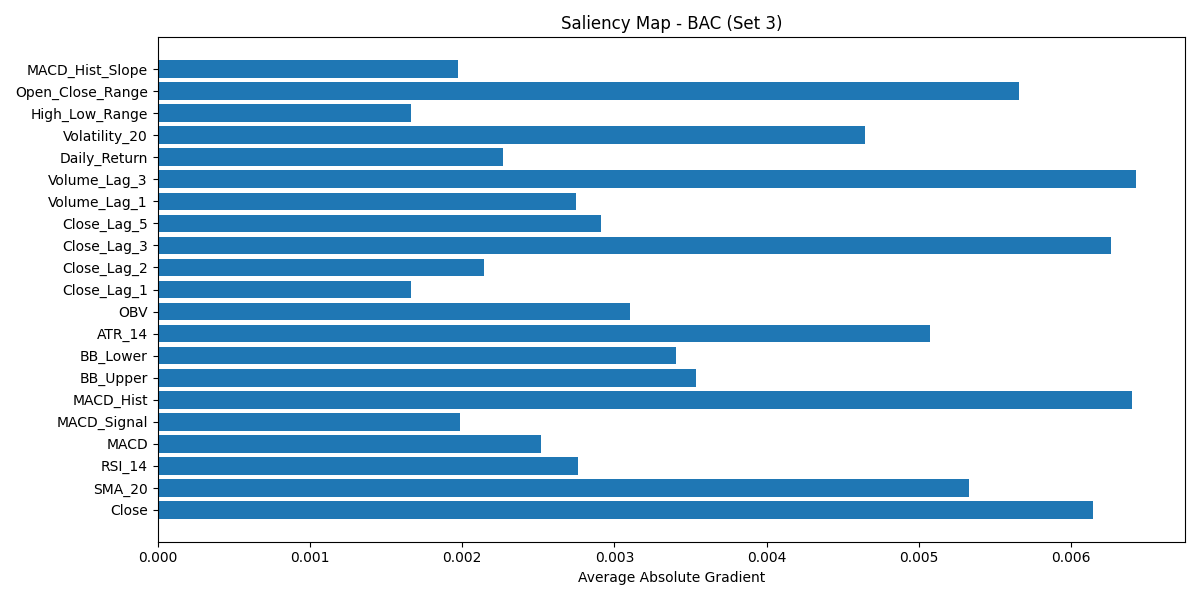 Saliency Map - BAC (Set 3)
MACD_Hist_Slope
Open_Close_Range
High_Low_Range
Volatility_20
Daily_Return
Volume_Lag_3
Volume_Lag_1
Close_Lag_5
Close_Lag_3
Close_Lag_2
Close_Lag_1
OBV
ATR_14
BB_Lower
BB_Upper
MACD_Hist
MACD_Signal
MACD
RSI_14
SMA_20
Close
0.000 0.001 0.002 0.003 0.004 0.005 0.006
Average Absolute Gradient